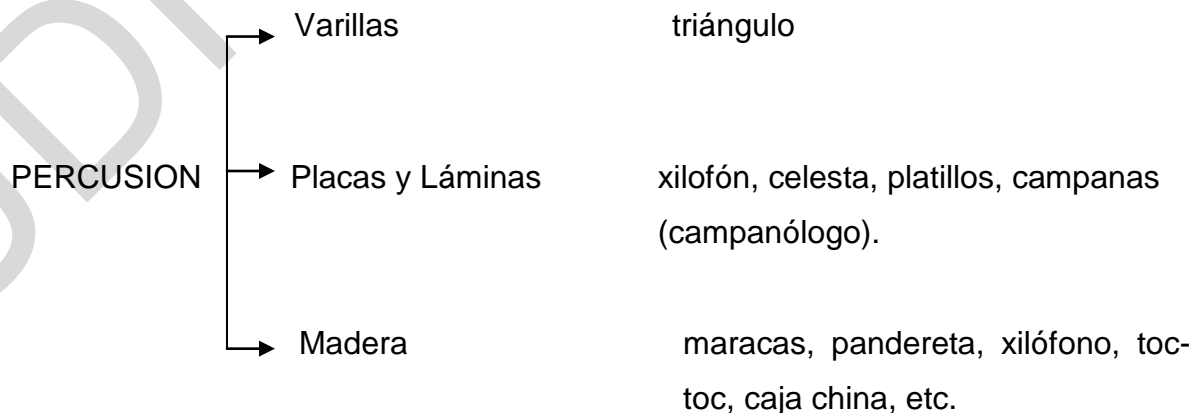 Varillas triángulo
PERCUSION Placas y Láminas xilofón, celesta, platillos, campanas
(campanólogo).
Madera maracas, pandereta, xilófono, toc-
toc, caja china, etc.